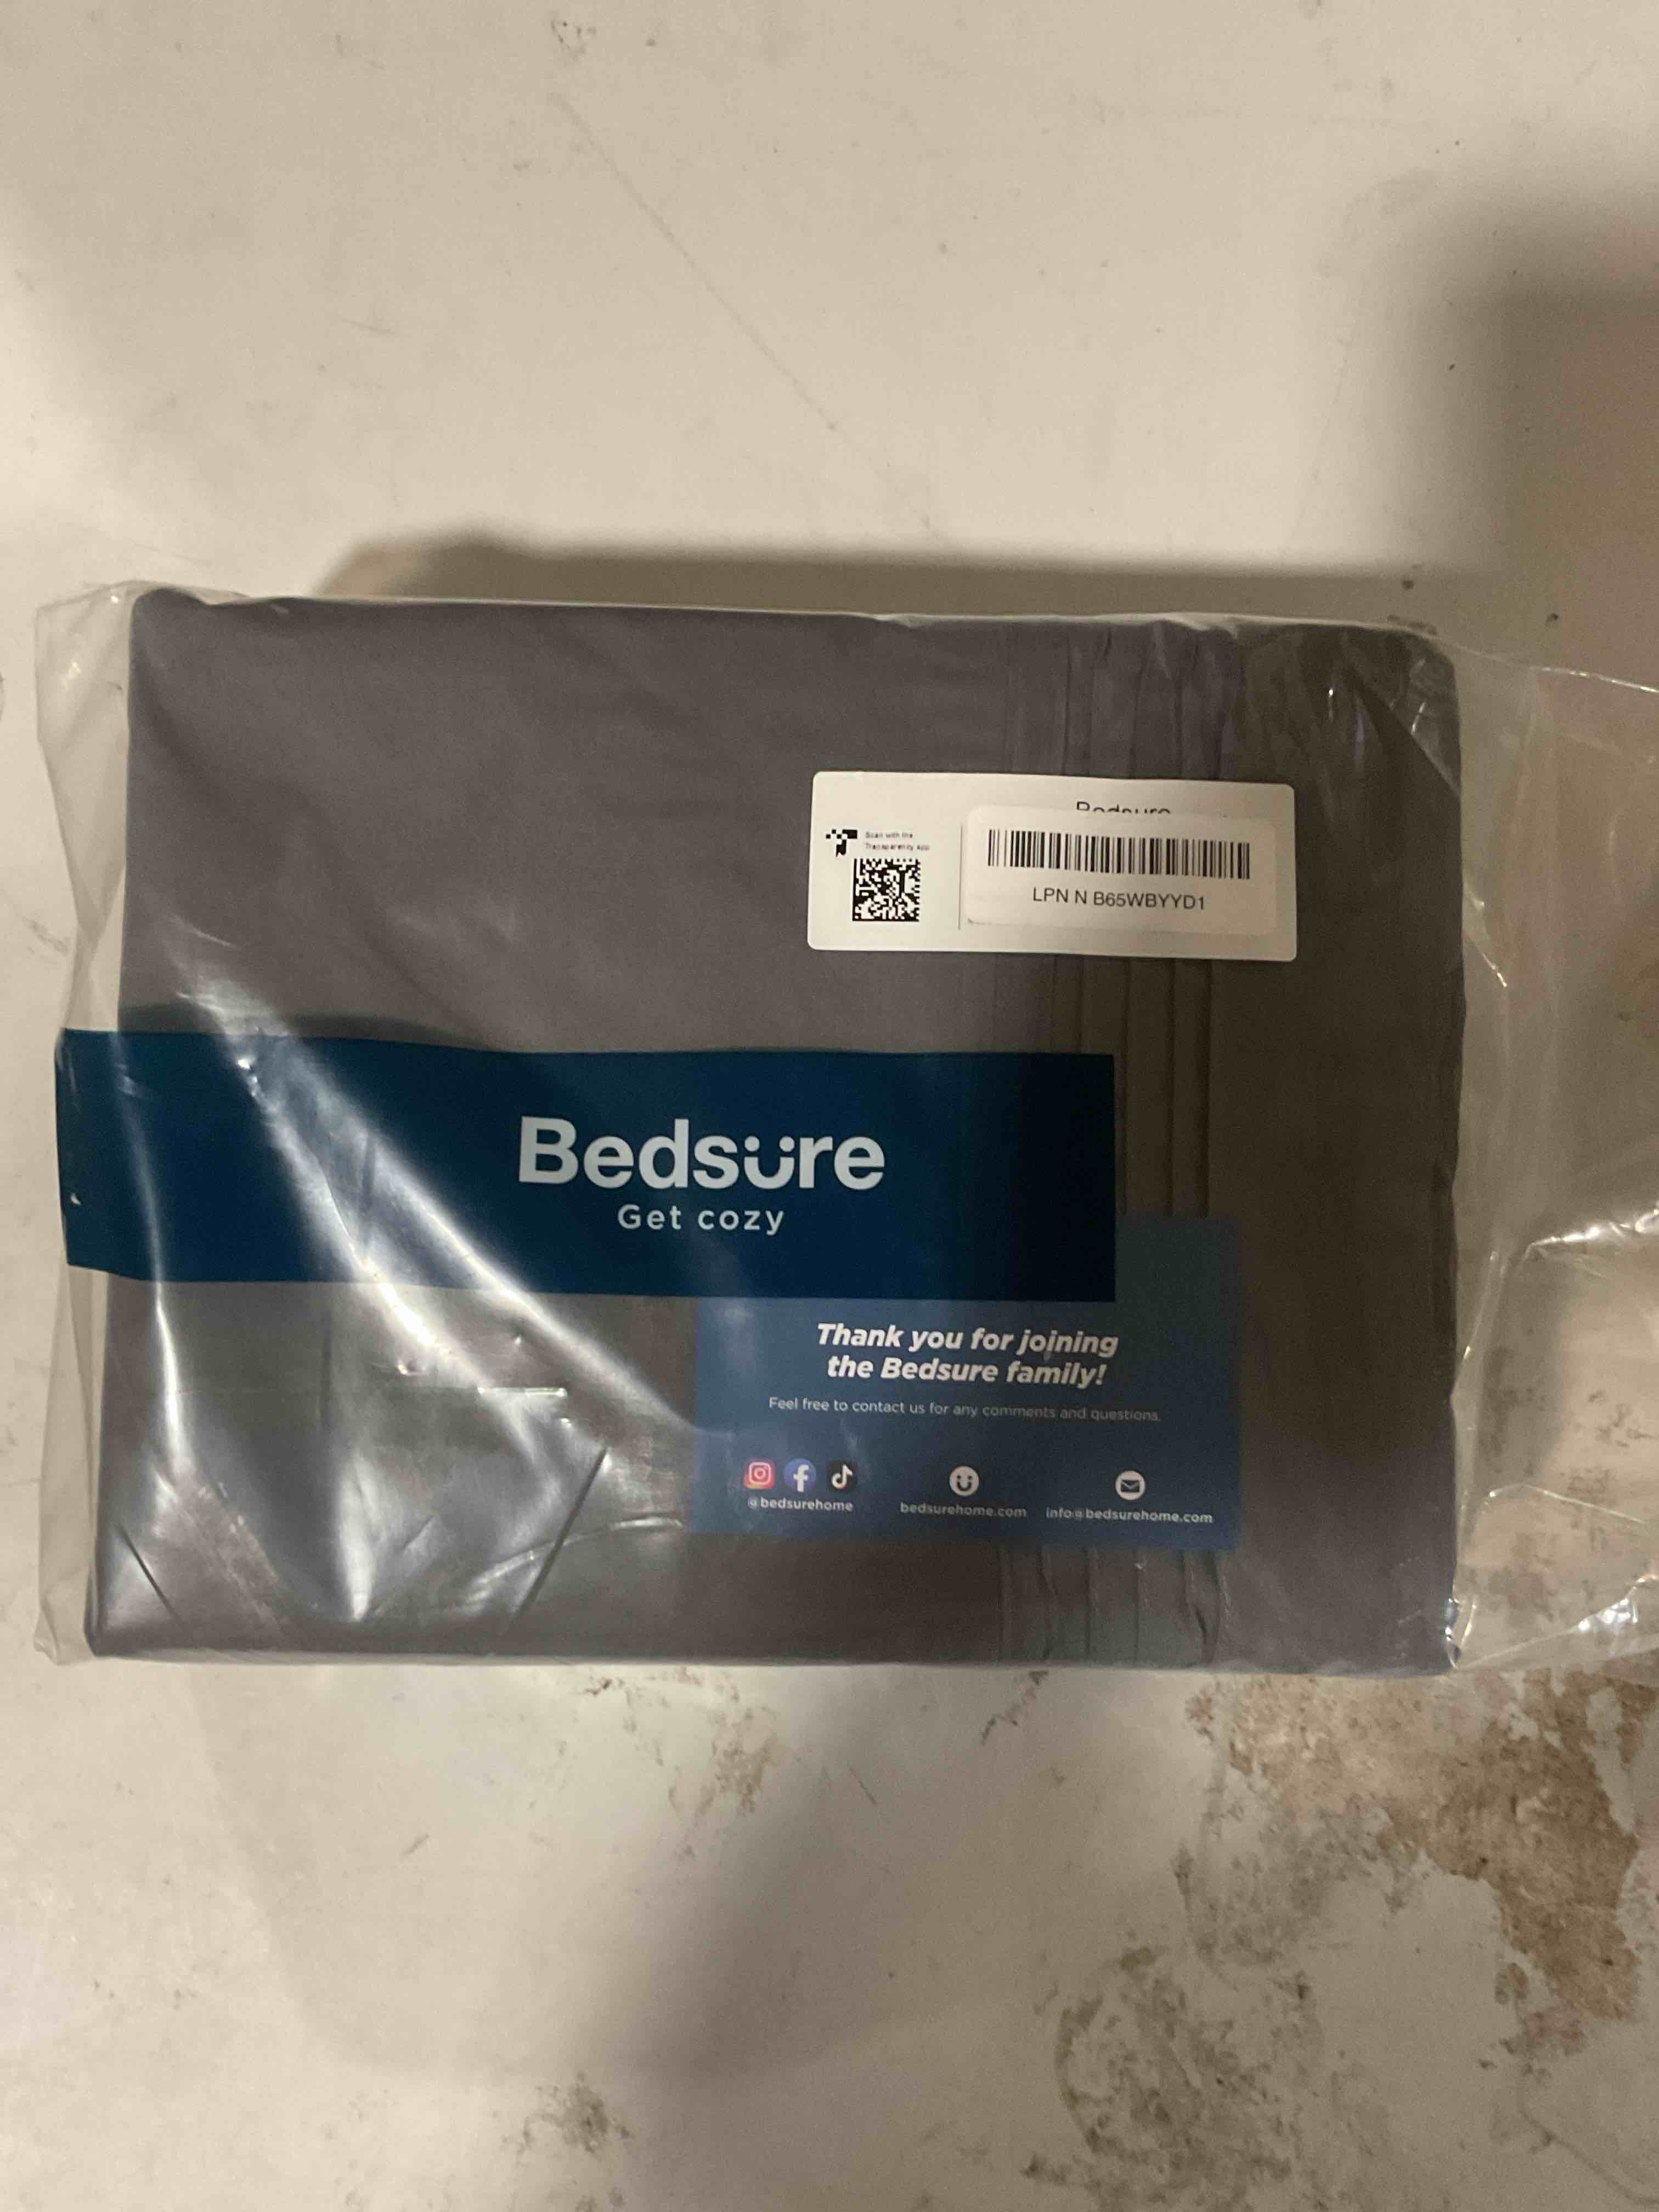 Bedsure
Scan with the
Transparency app
LPN N B65WBYYD1
Bedsure
Get cozy
Thank you for joining
the Bedsure family!
Feel free to contact us for any comments and questions.
@bedsurehome
bedsurehome.com
info@bedsurehome.com